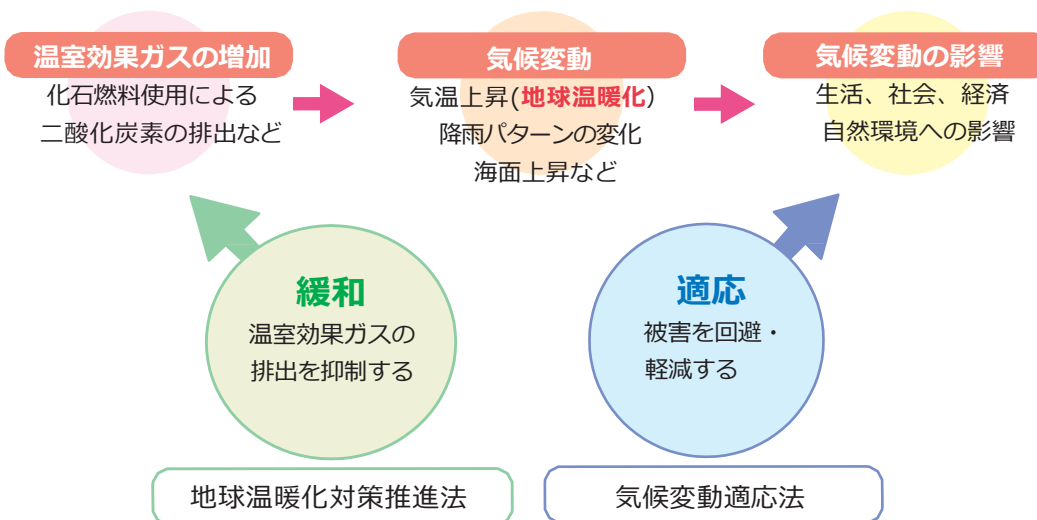 温室効果ガスの増加
化石燃料使用による
二酸化炭素の排出など
気候変動
気温上昇(地球温暖化)
降雨パターンの変化
海面上昇など
気候変動の影響
生活、社会、経済
自然環境への影響
緩和
温室効果ガスの
排出を抑制する
適応
被害を回避・
軽減する
地球温暖化対策推進法
気候変動適応法